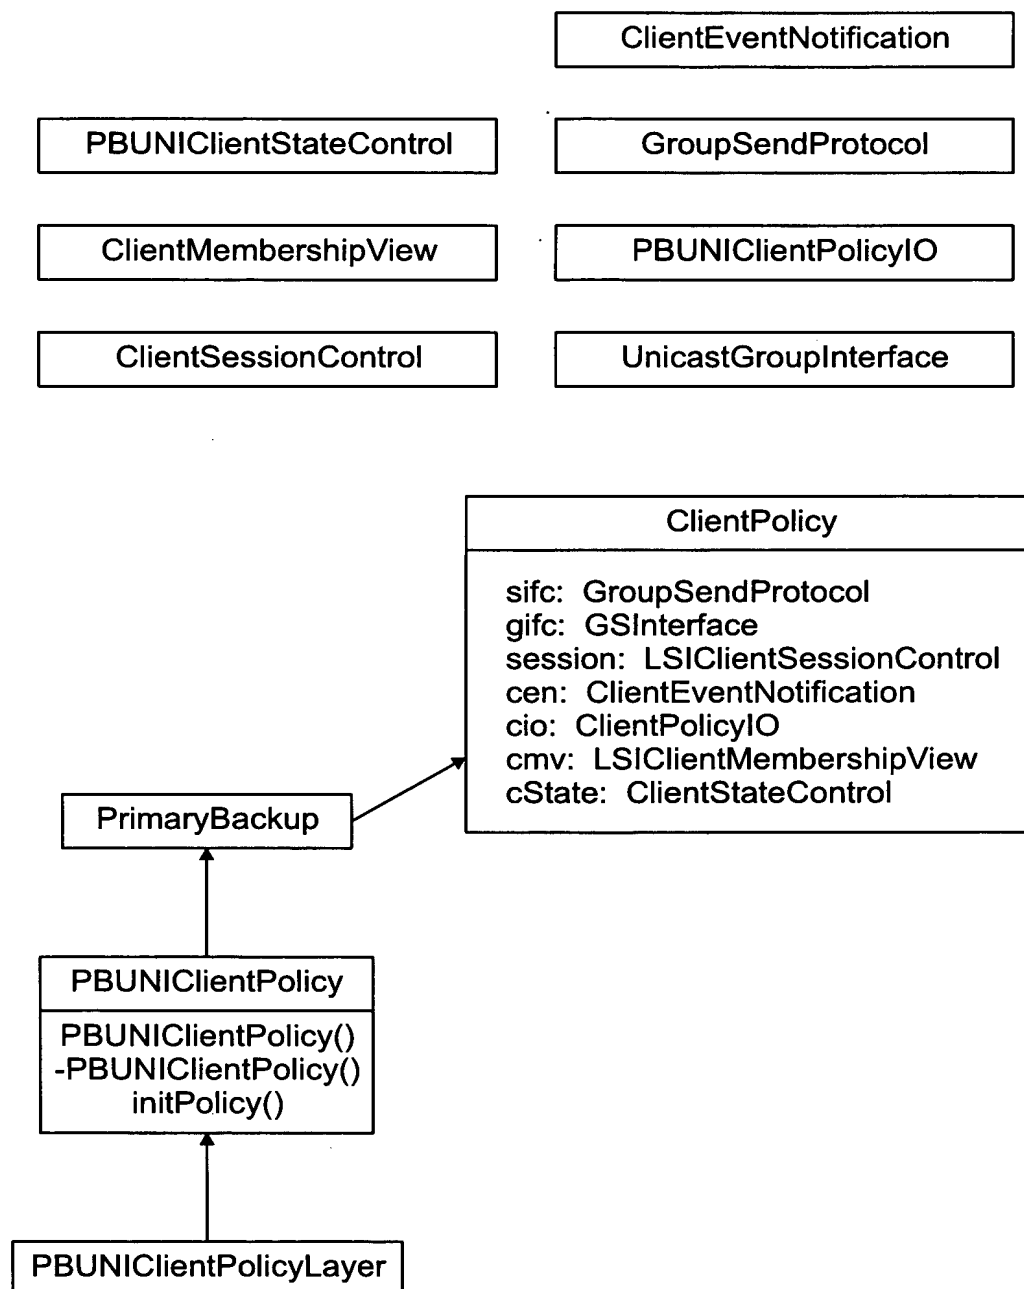 ClientEventNotification
PBUNIClientStateControl
GroupSendProtocol
ClientMembershipView
PBUNIClientPolicyIO
ClientSessionControl
UnicastGroupInterface
ClientPolicy
sifc: GroupSendProtocol
gifc: GSInterface
session: LSIClientSessionControl
cen: ClientEventNotification
cio: ClientPolicyIO
cmv: LSIClientMembershipView
cState: ClientStateControl
PrimaryBackup
PBUNIClientPolicy
PBUNIClientPolicy()
-PBUNIClientPolicy()
initPolicy()
PBUNIClientPolicyLayer